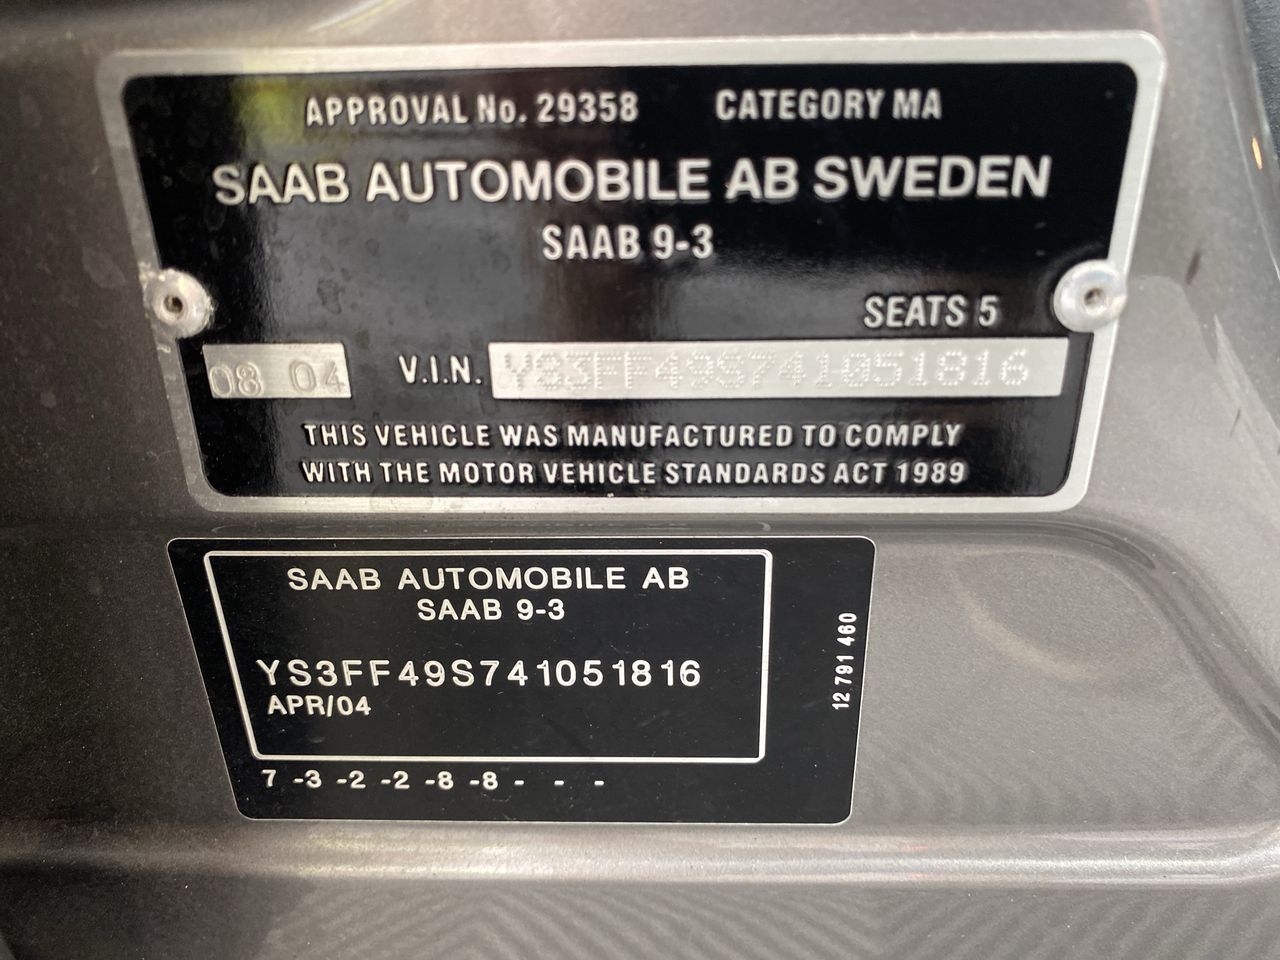 APPROVAL No. 29358 CATEGORY MA
SAAB AUTOMOBILE AB SWEDEN
SAAB 9-3
SEATS 5
08 04 V.I.N. YS3FF49S741051816
THIS VEHICLE WAS MANUFACTURED TO COMPLY
WITH THE MOTOR VEHICLE STANDARDS ACT 1989
SAAB AUTOMOBILE AB
SAAB 9-3
YS3FF49S741051816
APR/04
7 -3 -2 -2 -8 -8 - - -
12 791 460